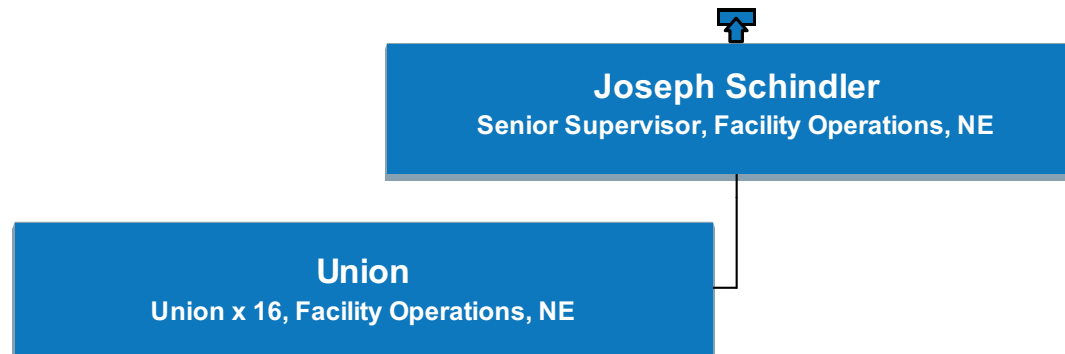 Joseph Schindler
Senior Supervisor, Facility Operations, NE
Union
Union x 16, Facility Operations, NE